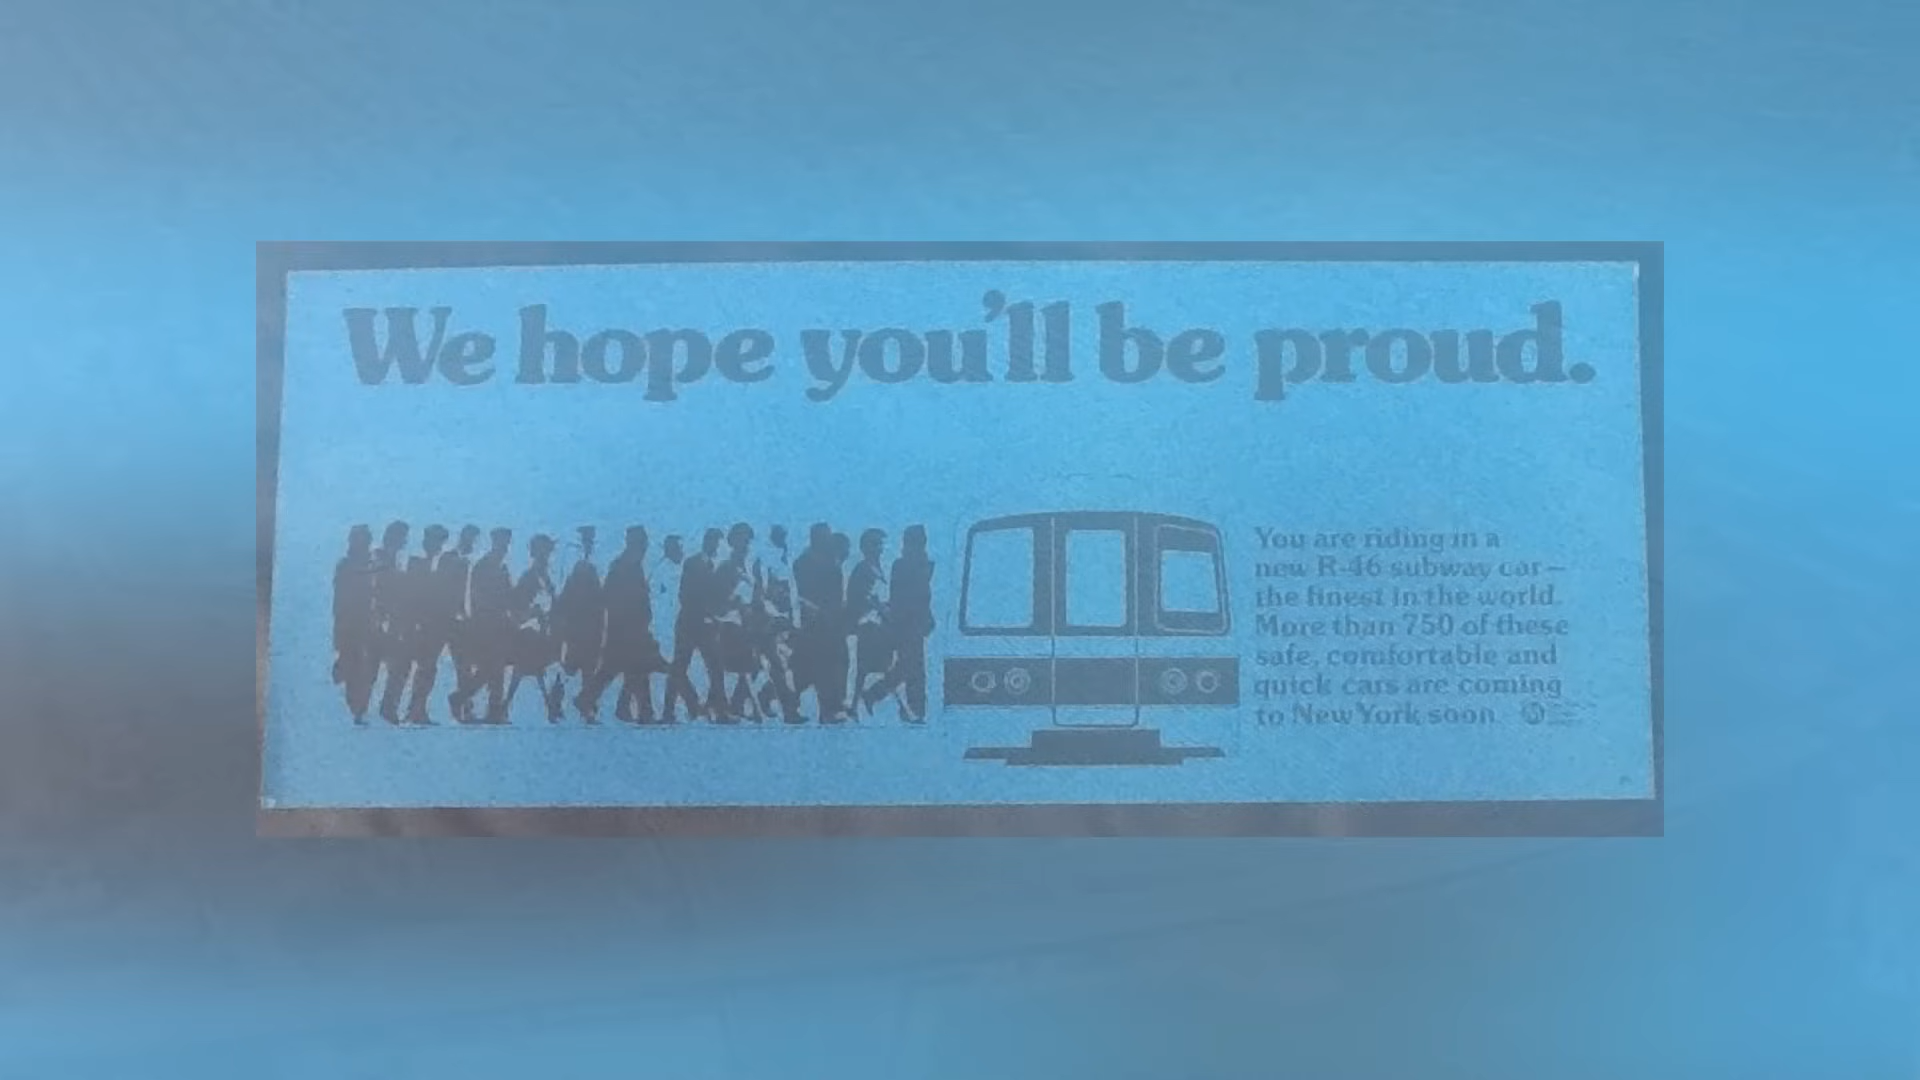 We hope you'll be proud.
You are riding in a
new R-46 subway car —
the finest in the world.
More than 750 of these
safe, comfortable and
quick cars are coming
to New York soon.